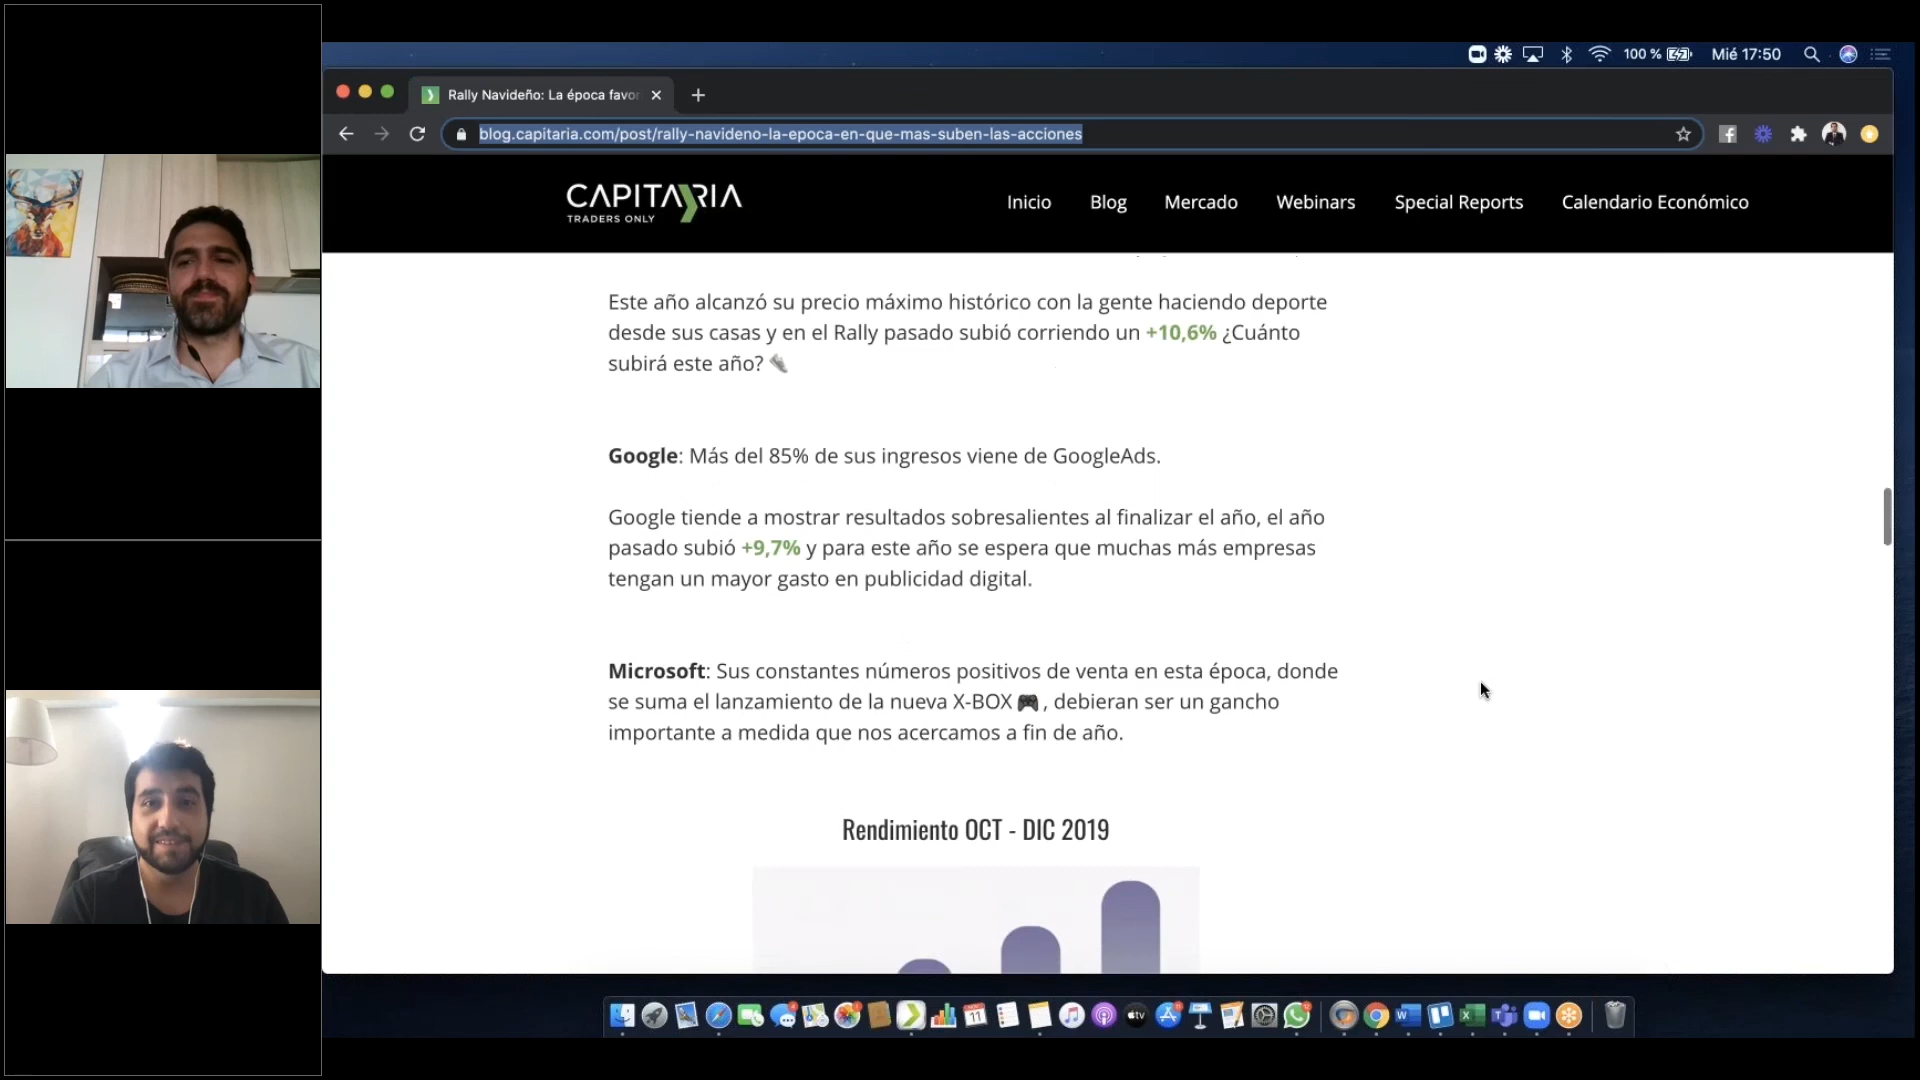 100 %
Mié 17:50
Rally Navideño: La época favor
blog.capitaria.com/post/rally-navideno-la-epoca-en-que-mas-suben-las-acciones
CAPITARIA
TRADERS ONLY
Inicio
Blog
Mercado
Webinars
Special Reports
Calendario Económico
Este año alcanzó su precio máximo histórico con la gente haciendo deporte
desde sus casas y en el Rally pasado subió corriendo un +10,6% ¿Cuánto
subirá este año?
Google: Más del 85% de sus ingresos viene de GoogleAds.
Google tiende a mostrar resultados sobresalientes al finalizar el año, el año
pasado subió +9,7% y para este año se espera que muchas más empresas
tengan un mayor gasto en publicidad digital.
Microsoft: Sus constantes números positivos de venta en esta época, donde
se suma el lanzamiento de la nueva X-BOX 🎮, debieran ser un gancho
importante a medida que nos acercamos a fin de año.
Rendimiento OCT - DIC 2019
11
tv